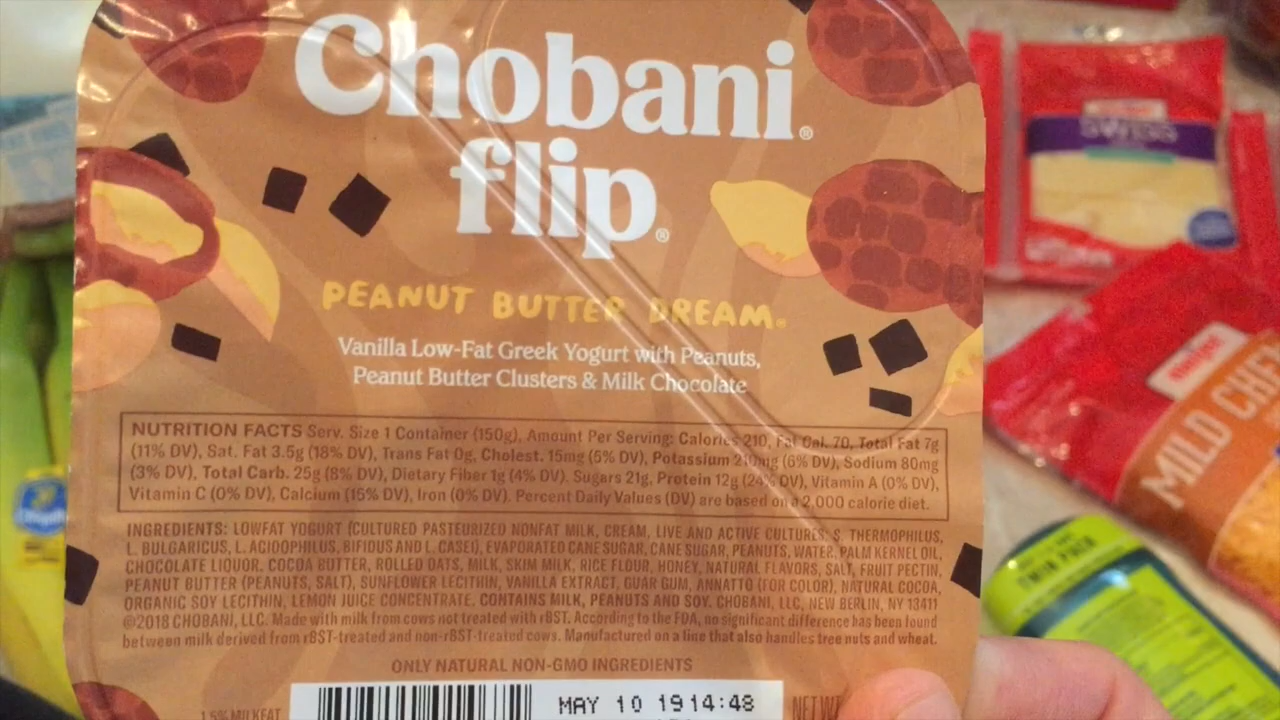 Chobani®
flip®
PEANUT BUTTER DREAM®
Vanilla Low-Fat Greek Yogurt with Peanuts,
Peanut Butter Clusters & Milk Chocolate
NUTRITION FACTS Serv. Size 1 Container (150g), Amount Per Serving: Calories 210, Fat Cal. 70, Total Fat 7g
(11% DV), Sat. Fat 3.5g (18% DV), Trans Fat 0g, Cholest. 15mg (5% DV), Potassium 210mg (6% DV), Sodium 80mg
(3% DV), Total Carb. 25g (8% DV), Dietary Fiber 1g (4% DV). Sugars 21g, Protein 12g (24% DV), Vitamin A (0% DV),
Vitamin C (0% DV), Calcium (15% DV), Iron (0% DV). Percent Daily Values (DV) are based on a 2,000 calorie diet.
INGREDIENTS: LOWFAT YOGURT (CULTURED PASTEURIZED NONFAT MILK, CREAM, LIVE AND ACTIVE CULTURES: S. THERMOPHILUS,
L. BULGARICUS, L. ACIDOPHILUS, BIFIDUS AND L. CASEI), EVAPORATED CANE SUGAR, CANE SUGAR, PEANUTS, WATER, PALM KERNEL OIL,
CHOCOLATE LIQUOR, COCOA BUTTER, ROLLED OATS, MILK, SKIM MILK, RICE FLOUR, HONEY, NATURAL FLAVORS, SALT, FRUIT PECTIN,
PEANUT BUTTER (PEANUTS, SALT), SUNFLOWER LECITHIN, VANILLA EXTRACT, GUAR GUM, ANNATTO (FOR COLOR), NATURAL COCOA,
ORGANIC SOY LECITHIN, LEMON JUICE CONCENTRATE. CONTAINS MILK, PEANUTS AND SOY. CHOBANI, LLC, NEW BERLIN, NY 13411
©2018 CHOBANI, LLC. Made with milk from cows not treated with rBST. According to the FDA, no significant difference has been found
between milk derived from rBST-treated and non-rBST-treated cows. Manufactured on a line that also handles tree nuts and wheat.
ONLY NATURAL NON-GMO INGREDIENTS
1.5% MILKFAT
MAY 10 19 14:48
NET WT
SWISS
meijer
MILD CHE
TWIN PACK